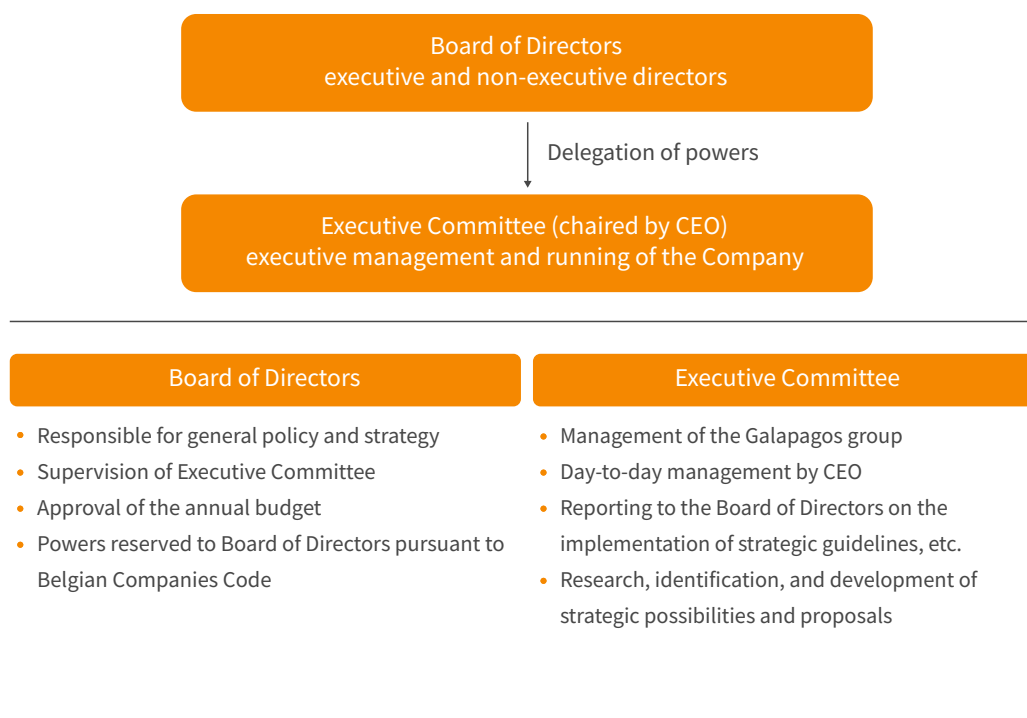 Board of Directors
executive and non-executive directors
Delegation of powers
Executive Committee (chaired by CEO)
executive management and running of the Company
Board of Directors
• Responsible for general policy and strategy
• Supervision of Executive Committee
• Approval of the annual budget
• Powers reserved to Board of Directors pursuant to
Belgian Companies Code
Executive Committee
• Management of the Galapagos group
• Day-to-day management by CEO
• Reporting to the Board of Directors on the
implementation of strategic guidelines, etc.
• Research, identification, and development of
strategic possibilities and proposals